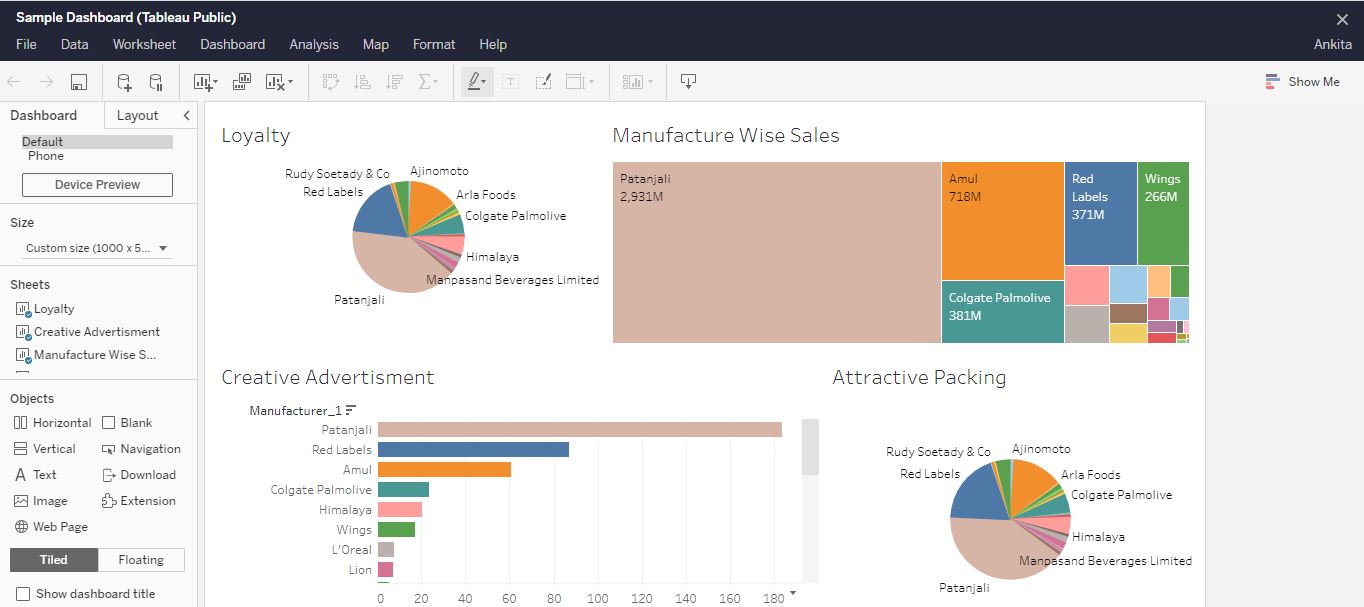 Sample Dashboard (Tableau Public)
File Data Worksheet Dashboard Analysis Map Format Help
Ankita
Show Me
Dashboard Layout
Default
Phone
Device Preview
Size
Custom size (1000 x 5...
Sheets
Loyalty
Creative Advertisment
Manufacture Wise S...
Objects
Horizontal Blank
Vertical Navigation
Text Download
Image Extension
Web Page
Tiled Floating
Show dashboard title
Loyalty
Rudy Soetady & Co
Ajinomoto
Red Labels
Arla Foods
Colgate Palmolive
Himalaya
Manpasand Beverages Limited
Patanjali
Manufacture Wise Sales
Patanjali
2,931M
Amul
718M
Colgate Palmolive
381M
Red
Labels
371M
Wings
266M
Creative Advertisment
Manufacturer_1
Patanjali
Red Labels
Amul
Colgate Palmolive
Himalaya
Wings
L'Oreal
Lion
0 20 40 60 80 100 120 140 160 180
Attractive Packing
Rudy Soetady & Co
Ajinomoto
Red Labels
Arla Foods
Colgate Palmolive
Himalaya
Manpasand Beverages Limited
Patanjali